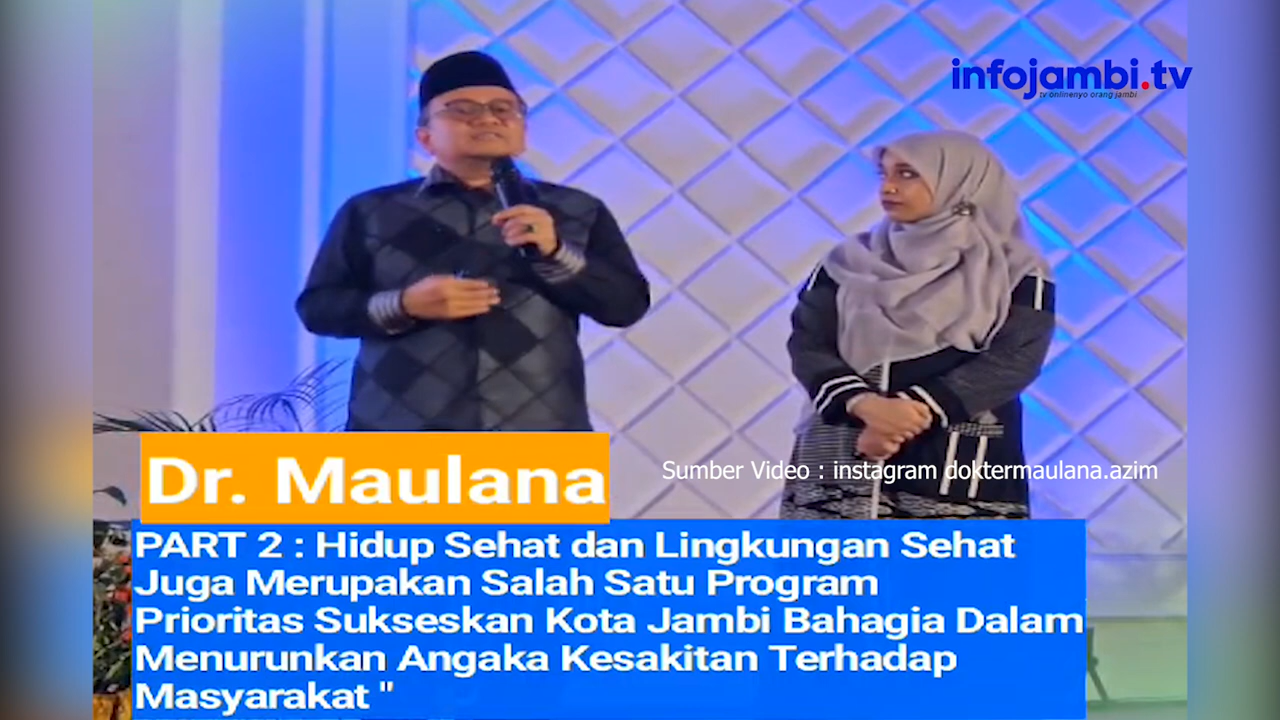 infojambi.tv
tv onlinenyo orang jambi
Dr. Maulana
Sumber Video : instagram doktermaulana.azim
PART 2 : Hidup Sehat dan Lingkungan Sehat
Juga Merupakan Salah Satu Program
Prioritas Sukseskan Kota Jambi Bahagia Dalam
Menurunkan Angaka Kesakitan Terhadap
Masyarakat "